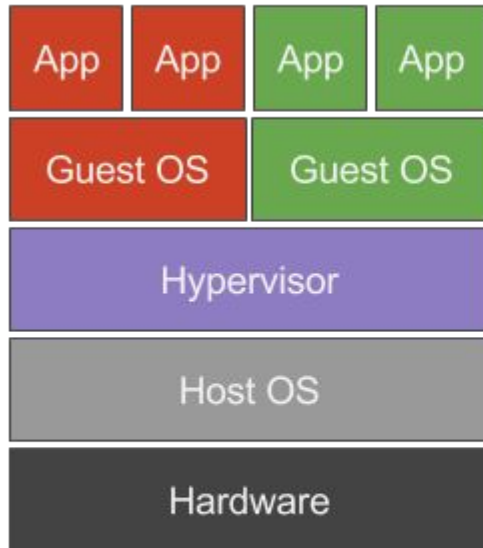 App App App App
Guest OS Guest OS
Hypervisor
Host OS
Hardware